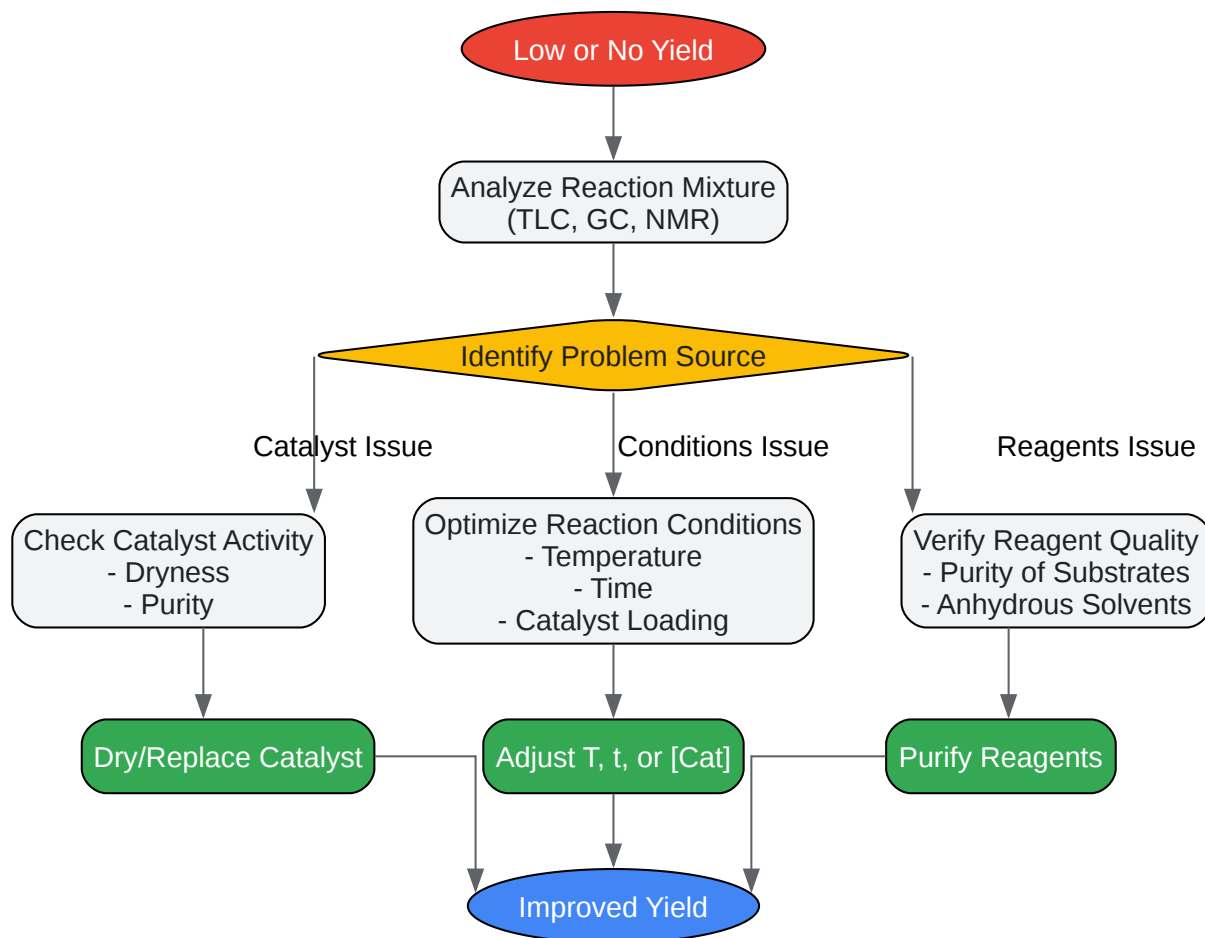 Low or No Yield
Analyze Reaction Mixture
(TLC, GC, NMR)
Identify Problem Source
Catalyst Issue
Conditions Issue
Reagents Issue
Check Catalyst Activity
- Dryness
- Purity
Optimize Reaction Conditions
- Temperature
- Time
- Catalyst Loading
Verify Reagent Quality
- Purity of Substrates
- Anhydrous Solvents
Dry/Replace Catalyst
Adjust T, t, or [Cat]
Purify Reagents
Improved Yield